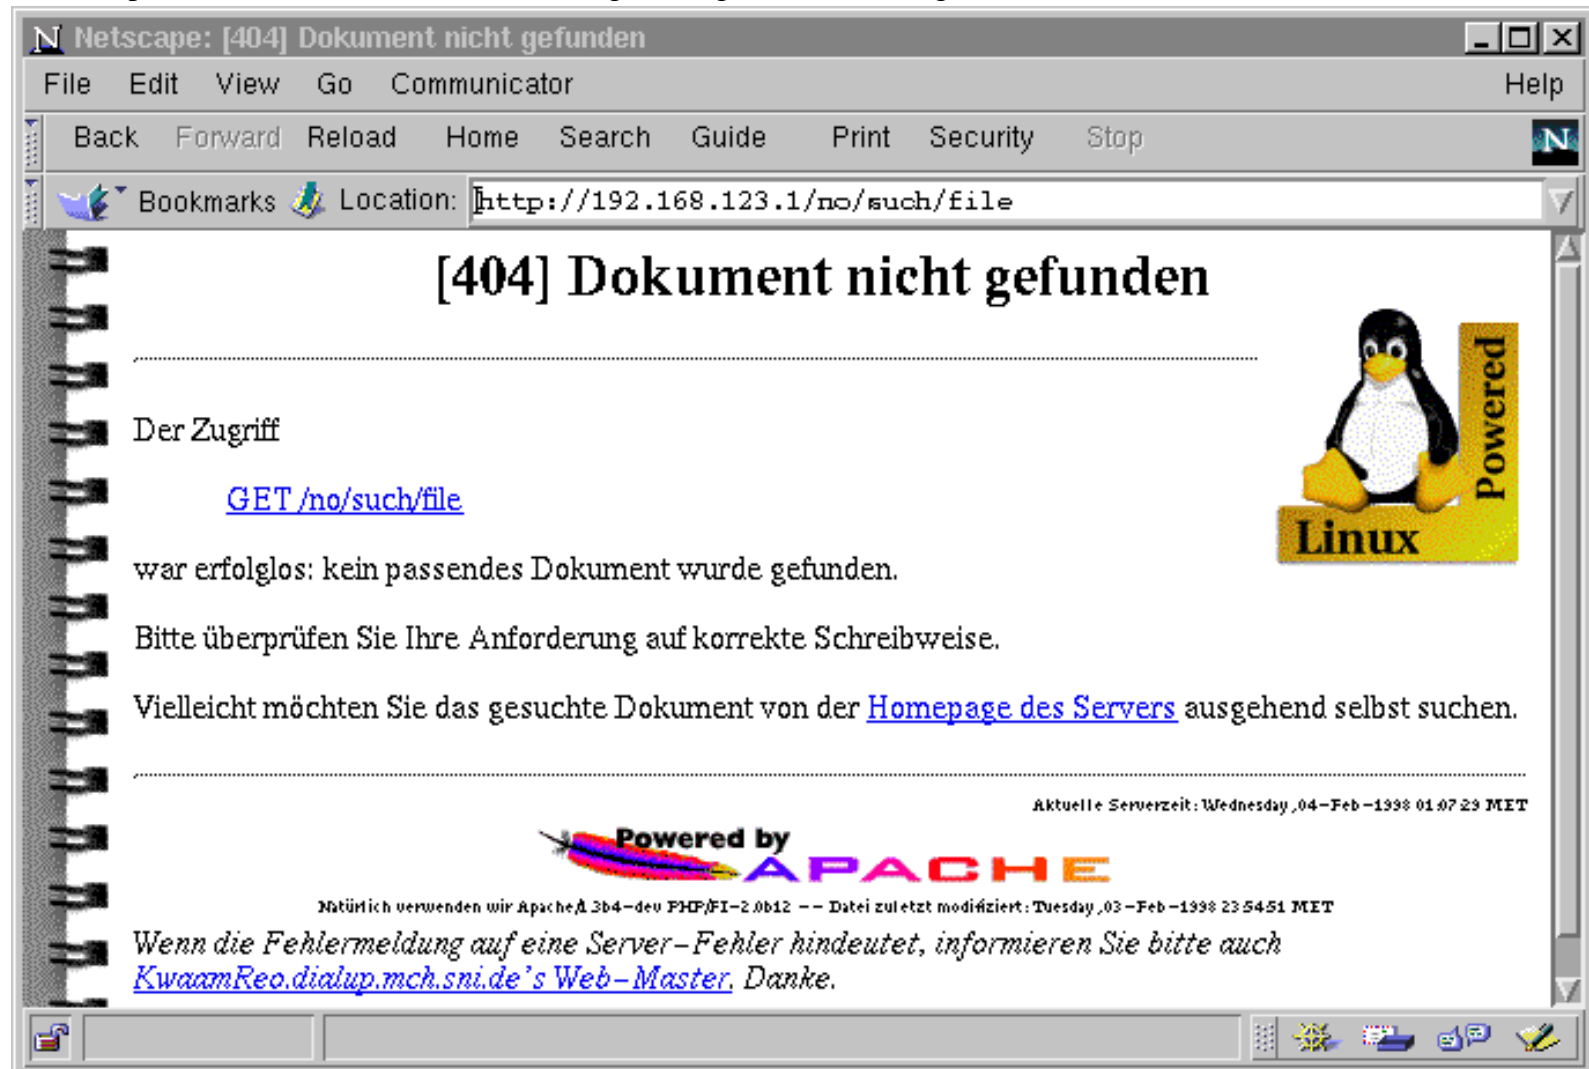 Netscape: [404] Dokument nicht gefunden
File Edit View Go Communicator Help
Back Forward Reload Home Search Guide Print Security Stop
Bookmarks Location: http://192.168.123.1/no/such/file
[404] Dokument nicht gefunden
Der Zugriff
GET /no/such/file
war erfolglos: kein passendes Dokument wurde gefunden.
Bitte überprüfen Sie Ihre Anforderung auf korrekte Schreibweise.
Vielleicht möchten Sie das gesuchte Dokument von der Homepage des Servers ausgehend selbst suchen.
Linux Powered
Aktuelle Serverzeit: Wednesday, 04-Feb-1998 01:07:29 MET
Powered by
APACHE
Natürlich verwenden wir Apache/1.3b4-dev PHP/FI-2.0b12 -- Datei zuletzt modifiziert: Tuesday, 03-Feb-1998 23:54:51 MET
Wenn die Fehlermeldung auf eine Server-Fehler hindeutet, informieren Sie bitte auch
KwaamReo.dialup.mch.sni.de's Web-Master. Danke.